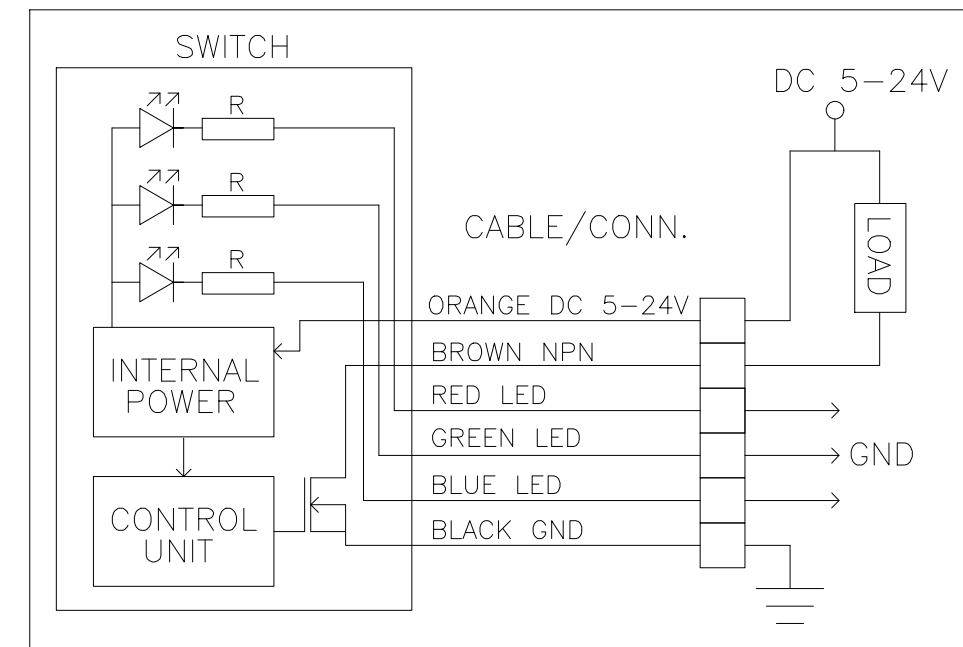 SWITCH
DC 5-24V
R
R
R
CABLE/CONN.
LOAD
ORANGE DC 5-24V
BROWN NPN
RED LED
GREEN LED
GND
BLUE LED
BLACK GND
INTERNAL
POWER
CONTROL
UNIT